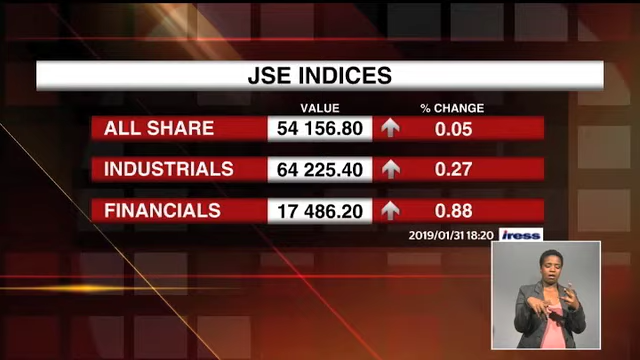 JSE INDICES
VALUE % CHANGE
ALL SHARE 54 156.80 0.05
INDUSTRIALS 64 225.40 0.27
FINANCIALS 17 486.20 0.88
2019/01/31 18:20 iress